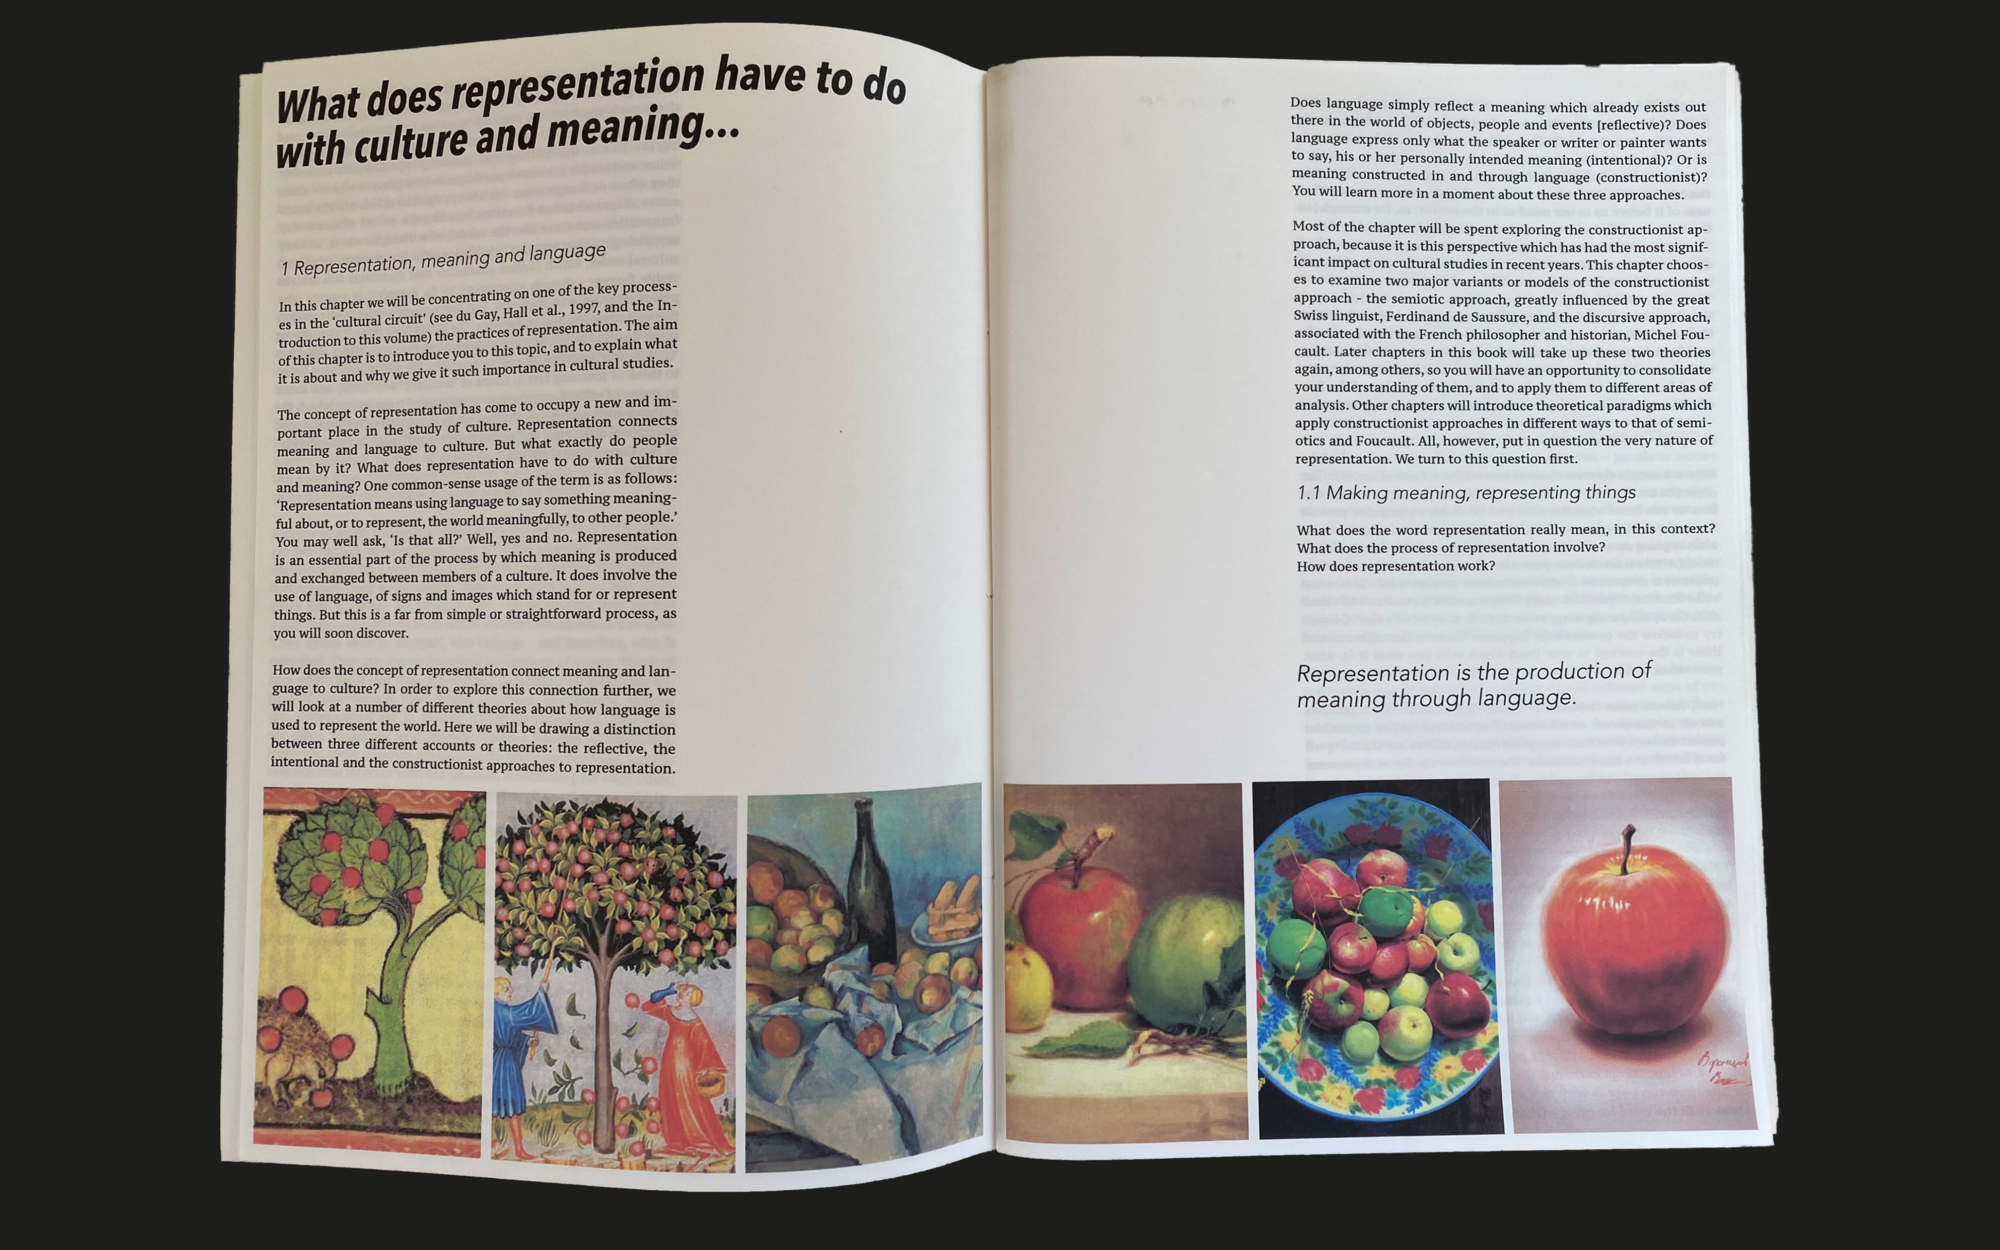 What does representation have to do
with culture and meaning...
1 Representation, meaning and language
In this chapter we will be concentrating on one of the key process-
es in the ‘cultural circuit’ (see du Gay, Hall et al., 1997, and the In-
troduction to this volume) the practices of representation. The aim
of this chapter is to introduce you to this topic, and to explain what
it is about and why we give it such importance in cultural studies.
The concept of representation has come to occupy a new and im-
portant place in the study of culture. Representation connects
meaning and language to culture. But what exactly do people
mean by it? What does representation have to do with culture
and meaning? One common-sense usage of the term is as follows:
‘Representation means using language to say something meaning-
ful about, or to represent, the world meaningfully, to other people.’
You may well ask, ‘Is that all?’ Well, yes and no. Representation
is an essential part of the process by which meaning is produced
and exchanged between members of a culture. It does involve the
use of language, of signs and images which stand for or represent
things. But this is a far from simple or straightforward process, as
you will soon discover.
How does the concept of representation connect meaning and lan-
guage to culture? In order to explore this connection further, we
will look at a number of different theories about how language is
used to represent the world. Here we will be drawing a distinction
between three different accounts or theories: the reflective, the
intentional and the constructionist approaches to representation.
Does language simply reflect a meaning which already exists out
there in the world of objects, people and events [reflective)? Does
language express only what the speaker or writer or painter wants
to say, his or her personally intended meaning (intentional)? Or is
meaning constructed in and through language (constructionist)?
You will learn more in a moment about these three approaches.
Most of the chapter will be spent exploring the constructionist ap-
proach, because it is this perspective which has had the most signif-
icant impact on cultural studies in recent years. This chapter choos-
es to examine two major variants or models of the constructionist
approach - the semiotic approach, greatly influenced by the great
Swiss linguist, Ferdinand de Saussure, and the discursive approach,
associated with the French philosopher and historian, Michel Fou-
cault. Later chapters in this book will take up these two theories
again, among others, so you will have an opportunity to consolidate
your understanding of them, and to apply them to different areas of
analysis. Other chapters will introduce theoretical paradigms which
apply constructionist approaches in different ways to that of semi-
otics and Foucault. All, however, put in question the very nature of
representation. We turn to this question first.
1.1 Making meaning, representing things
What does the word representation really mean, in this context?
What does the process of representation involve?
How does representation work?
Representation is the production of
meaning through language.